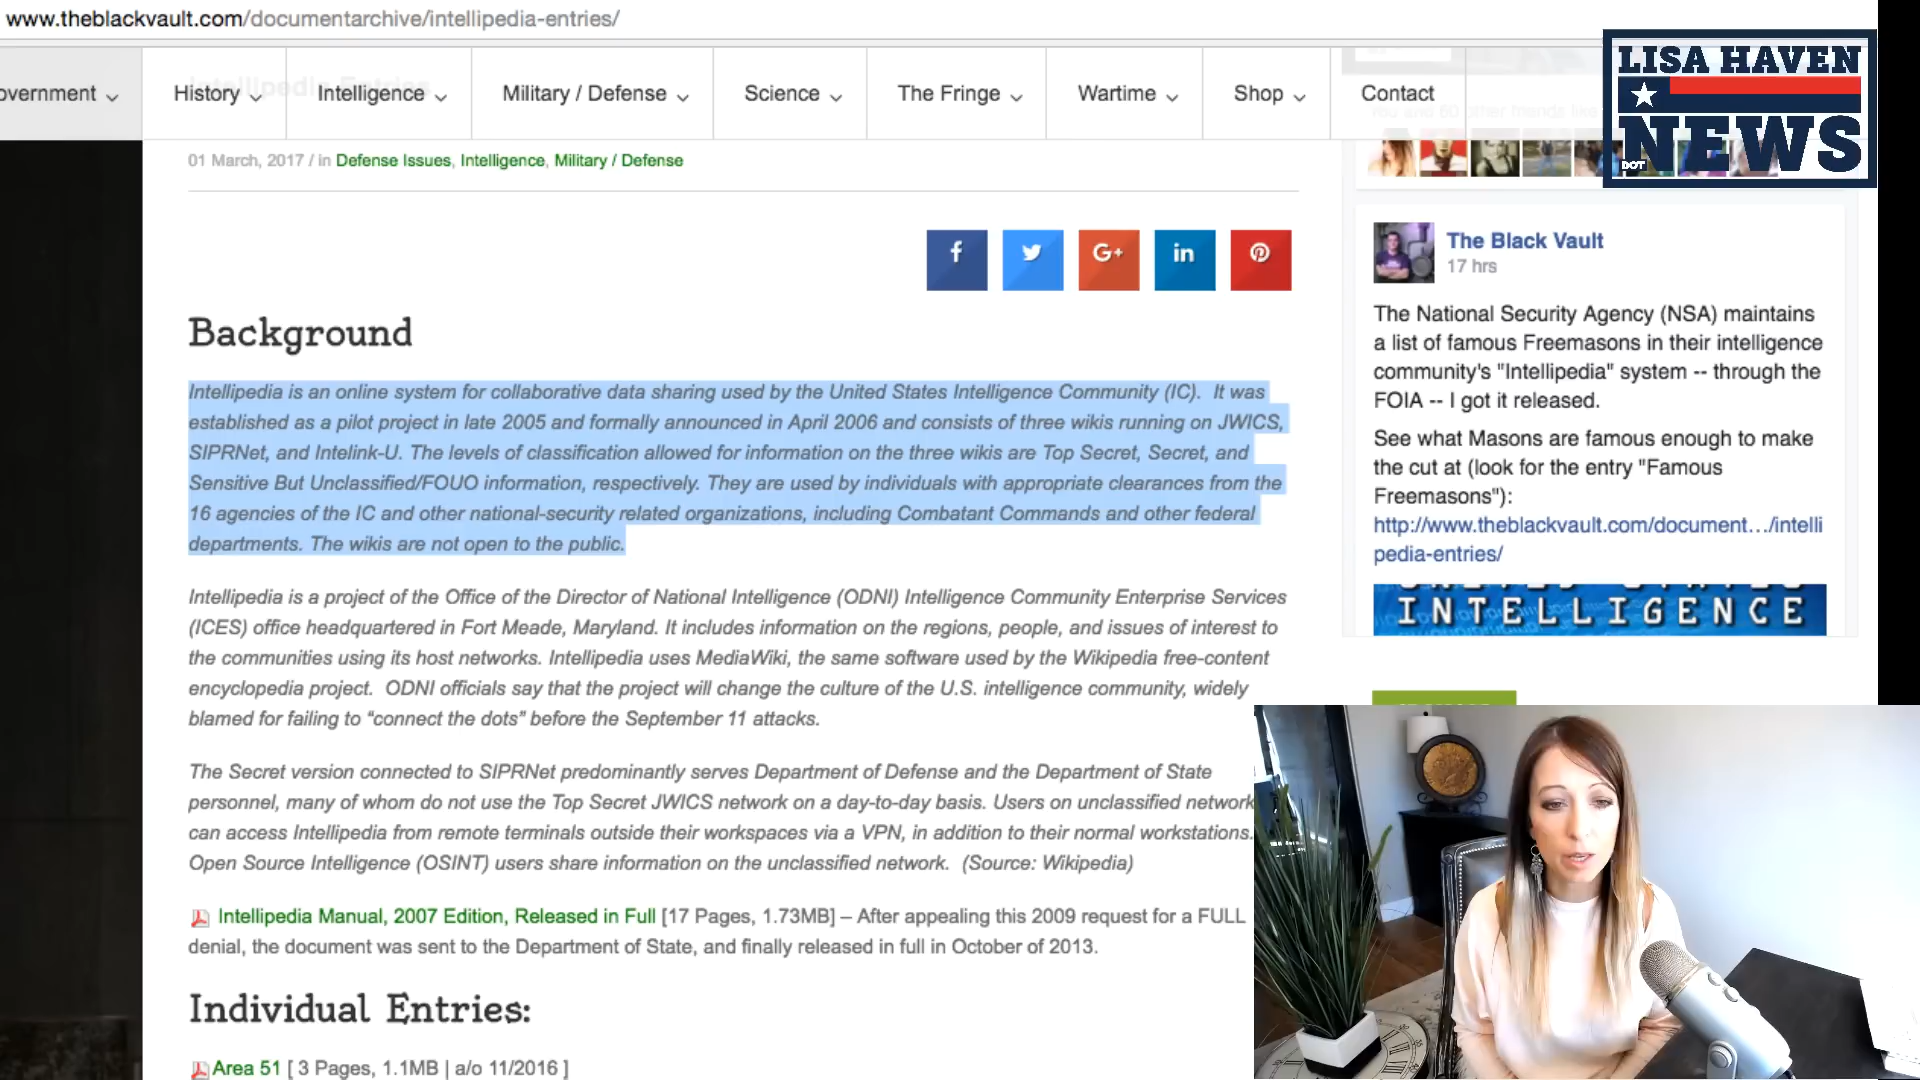 www.theblackvault.com/documentarchive/intellipedia-entries/
overnment
History
Intelligence
Military / Defense
Science
The Fringe
Wartime
Shop
Contact
Intellipedia Entries
LISA HAVEN
DOT NEWS
01 March, 2017 / in Defense Issues, Intelligence, Military / Defense
f
G+
in
Background
Intellipedia is an online system for collaborative data sharing used by the United States Intelligence Community (IC).  It was
established as a pilot project in late 2005 and formally announced in April 2006 and consists of three wikis running on JWICS,
SIPRNet, and Intelink-U. The levels of classification allowed for information on the three wikis are Top Secret, Secret, and
Sensitive But Unclassified/FOUO information, respectively. They are used by individuals with appropriate clearances from the
16 agencies of the IC and other national-security related organizations, including Combatant Commands and other federal
departments. The wikis are not open to the public.
Intellipedia is a project of the Office of the Director of National Intelligence (ODNI) Intelligence Community Enterprise Services
(ICES) office headquartered in Fort Meade, Maryland. It includes information on the regions, people, and issues of interest to
the communities using its host networks. Intellipedia uses MediaWiki, the same software used by the Wikipedia free-content
encyclopedia project.  ODNI officials say that the project will change the culture of the U.S. intelligence community, widely
blamed for failing to “connect the dots” before the September 11 attacks.
The Secret version connected to SIPRNet predominantly serves Department of Defense and the Department of State
personnel, many of whom do not use the Top Secret JWICS network on a day-to-day basis. Users on unclassified network
can access Intellipedia from remote terminals outside their workspaces via a VPN, in addition to their normal workstations.
Open Source Intelligence (OSINT) users share information on the unclassified network.  (Source: Wikipedia)
Intellipedia Manual, 2007 Edition, Released in Full [17 Pages, 1.73MB] – After appealing this 2009 request for a FULL
denial, the document was sent to the Department of State, and finally released in full in October of 2013.
Individual Entries:
Area 51 [ 3 Pages, 1.1MB | a/o 11/2016 ]
You and 60 other friends like
The Black Vault
17 hrs
The National Security Agency (NSA) maintains
a list of famous Freemasons in their intelligence
community's "Intellipedia" system -- through the
FOIA -- I got it released.
See what Masons are famous enough to make
the cut at (look for the entry "Famous
Freemasons"):
http://www.theblackvault.com/document…/intelli
pedia-entries/
UNITED STATES
INTELLIGENCE